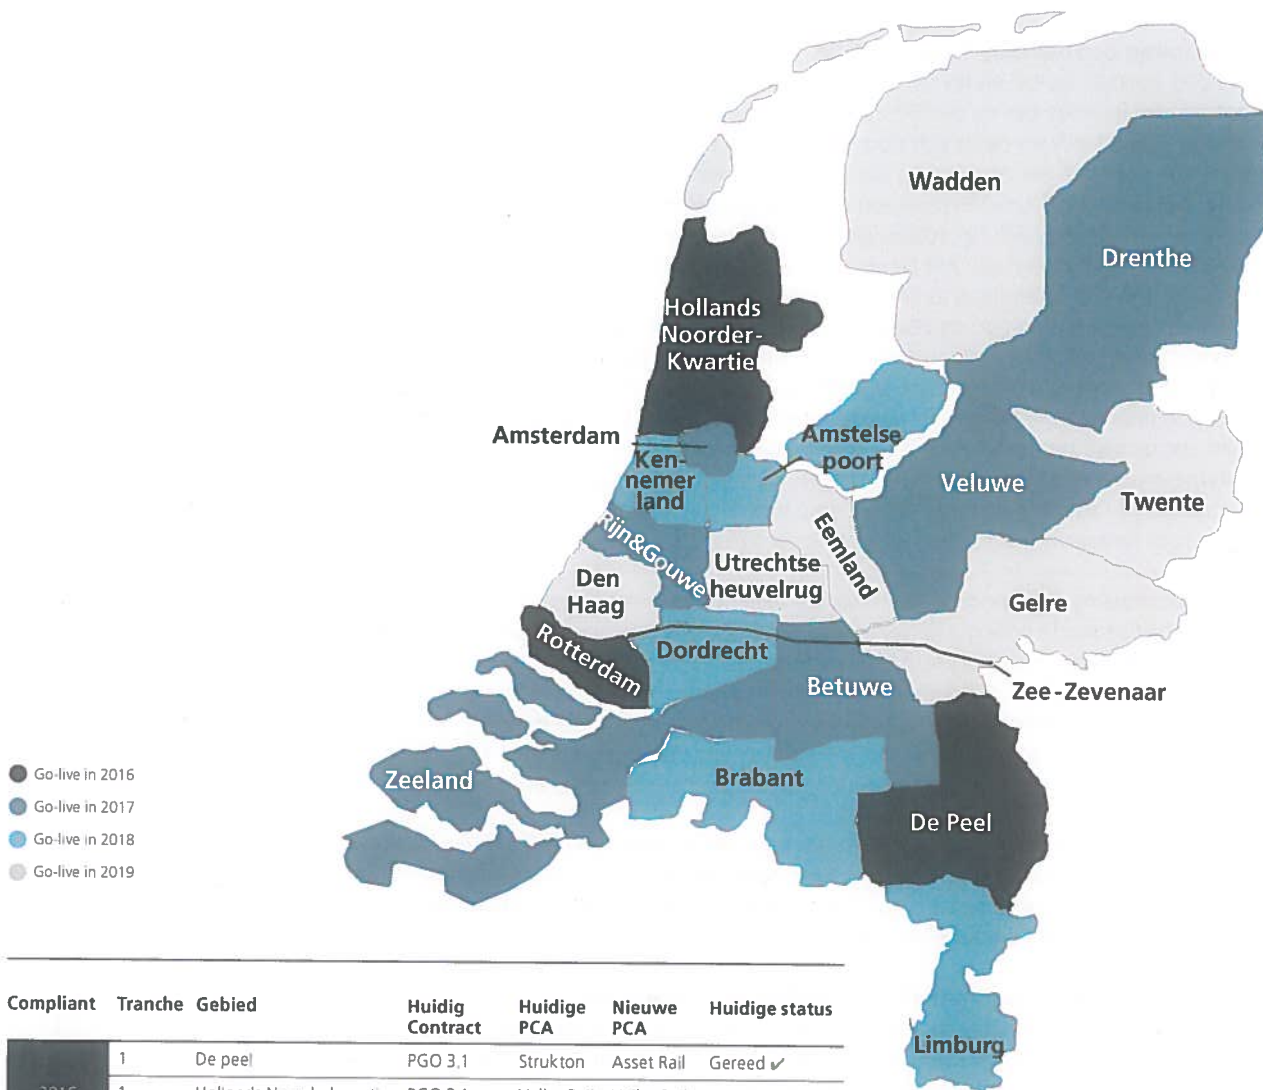 Wadden
Drenthe
Hollands
Noorder-
Kwartier
Amsterdam
Amstelse
poort
Ken-
nemer
land
Veluwe
Twente
Rijn&Gouwe
Eemland
Utrechtse
heuvelrug
Den
Haag
Gelre
Rotterdam
Dordrecht
Betuwe
Zee-Zevenaar
Zeeland
Brabant
De Peel
Limburg
Go-live in 2016
Go-live in 2017
Go-live in 2018
Go-live in 2019
Compliant Tranche Gebied Huidig Contract Huidige PCA Nieuwe PCA Huidige status
1 De peel PGO 3.1 Strukton Asset Rail Gereed ✔